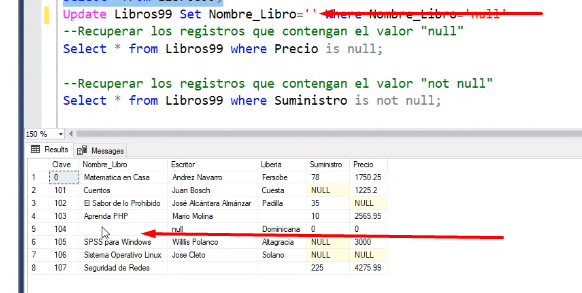 Update Libros99 Set Nombre_Libro='' Where Nombre_Libro='null'
--Recuperar los registros que contengan el valor "null"
Select * from Libros99 where Precio is null;
--Recuperar los registros que contengan el valor "not null"
Select * from Libros99 where Suministro is not null;
150 %
Results Messages
Clave Nombre_Libro Escritor Liberia Suministro Precio
1 0 Matematica en Casa Andrez Navarro Fersobe 78 1750.25
2 101 Cuentos Juan Bosch Cuesta NULL 1225.2
3 102 El Sabor de lo Prohibido José Alcántara Almánzar Padilla 35 NULL
4 103 Aprenda PHP Mario Molina 10 2565.95
5 104 null Dominicana 0 0
6 105 SPSS para Windows Willis Polanco Altagracia NULL 3000
7 106 Sistema Operativo Linux Jose Cleto Solano NULL NULL
8 107 Seguridad de Redes 225 4275.99